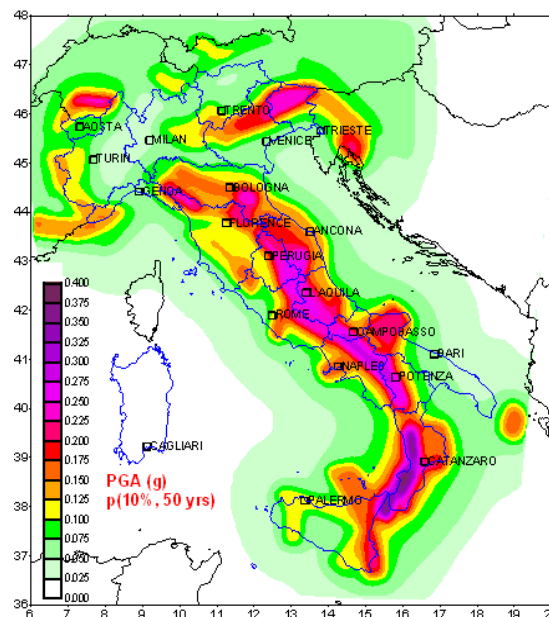 48
47
46
45
44
43
42
41
40
39
38
37
36
TRENTO
AOSTA
MILAN
VENICE
TRIESTE
TURIN
GENOA
BOLOGNA
FLORENCE
ANCONA
PERUGIA
L'AQUILA
ROME
CAMPOBASSO
BARI
NAPLES
POTENZA
CAGLIARI
CATANZARO
PALERMO
0.400
0.375
0.350
0.325
0.300
0.275
0.250
0.225
0.200
0.175
0.150
0.125
0.100
0.075
0.050
0.025
0.000
PGA (g)
p(10%, 50 yrs)
6 7 8 9 10 11 12 13 14 15 16 17 18 19 20